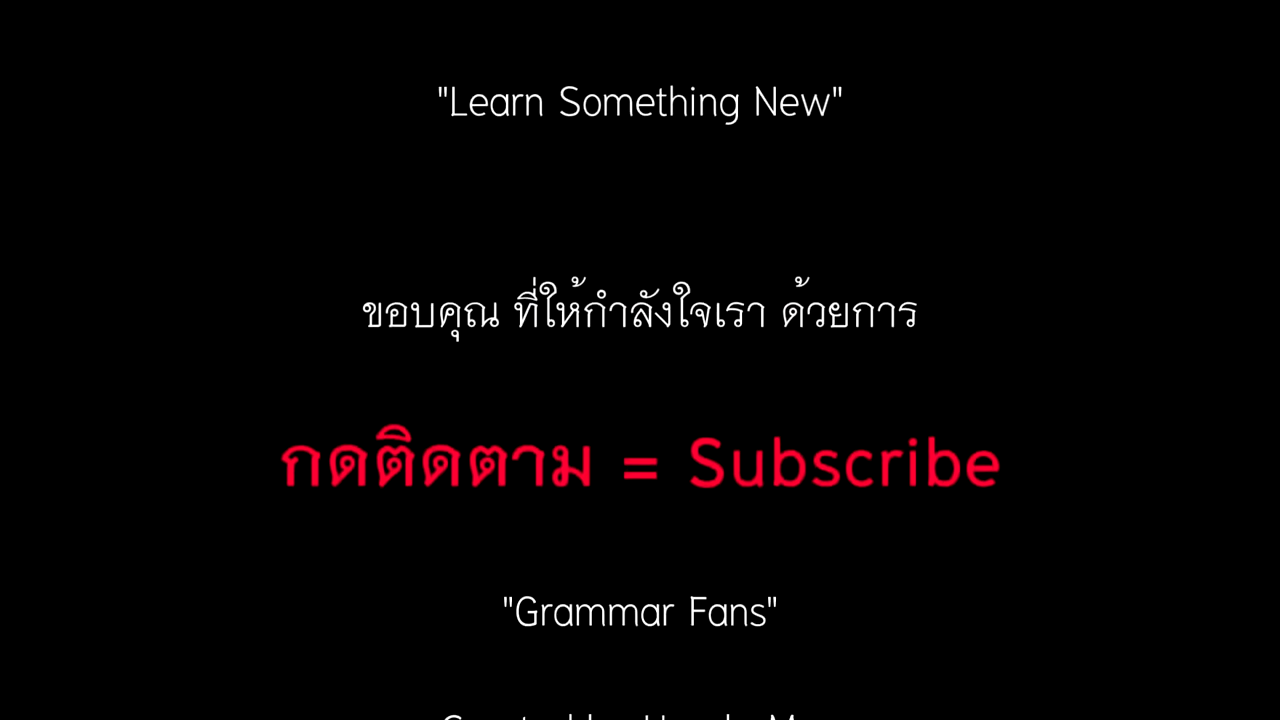 "Learn Something New"
ขอบคุณ ที่ให้กำลังใจเรา ด้วยการ
กดติดตาม = Subscribe
"Grammar Fans"